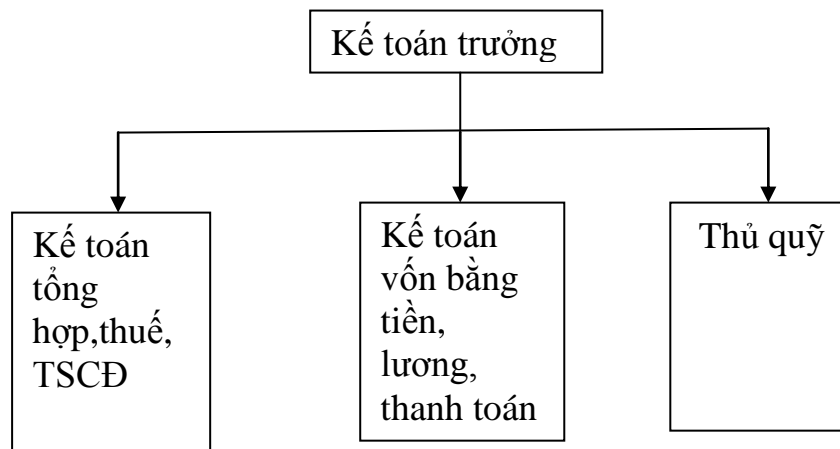 Kế toán trưởng
Kế toán
tổng
hợp,thuế,
TSCĐ
Kế toán
vốn bằng
tiền,
lương,
thanh toán
Thủ quỹ